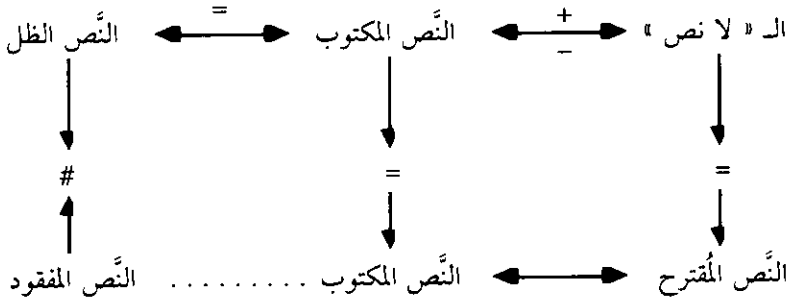 الـ « لا نص » + − النَّص المكتوب = النَّص الظل
= = #
النَّص المُقترح النَّص المكتوب . . . . . . . . . النَّص المفقود